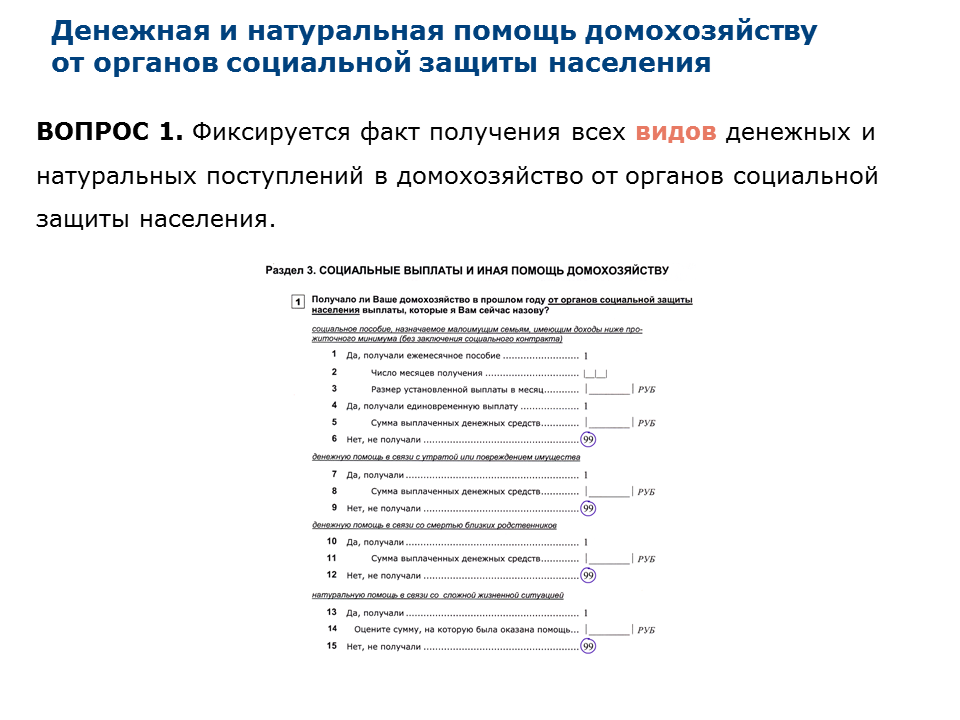 Денежная и натуральная помощь домохозяйству
от органов социальной защиты населения
ВОПРОС 1. Фиксируется факт получения всех видов денежных и
натуральных поступлений в домохозяйство от органов социальной
защиты населения.
Раздел 3. СОЦИАЛЬНЫЕ ВЫПЛАТЫ И ИНАЯ ПОМОЩЬ ДОМОХОЗЯЙСТВУ
1 Получало ли Ваше домохозяйство в прошлом году от органов социальной защиты
населения выплаты, которые я Вам сейчас назову?
социальное пособие, назначаемое малоимущим семьям, имеющим доходы ниже про-
житочного минимума (без заключения социального контракта)
1 Да, получали ежемесячное пособие ........................... 1
2 Число месяцев получения ................................ |__|__|
3 Размер установленной выплаты в месяц............ |________| РУБ
4 Да, получали единовременную выплату .................... 1
5 Сумма выплаченных денежных средств............. |________| РУБ
6 Нет, не получали ..................................................... 99
денежную помощь в связи с утратой или повреждением имущества
7 Да, получали ........................................................... 1
8 Сумма выплаченных денежных средств............. |________| РУБ
9 Нет, не получали ..................................................... 99
денежную помощь в связи со смертью близких родственников
10 Да, получали ........................................................... 1
11 Сумма выплаченных денежных средств............. |________| РУБ
12 Нет, не получали ..................................................... 99
натуральную помощь в связи со сложной жизненной ситуацией
13 Да, получали ........................................................... 1
14 Оцените сумму, на которую была оказана помощь... |________| РУБ
15 Нет, не получали ..................................................... 99